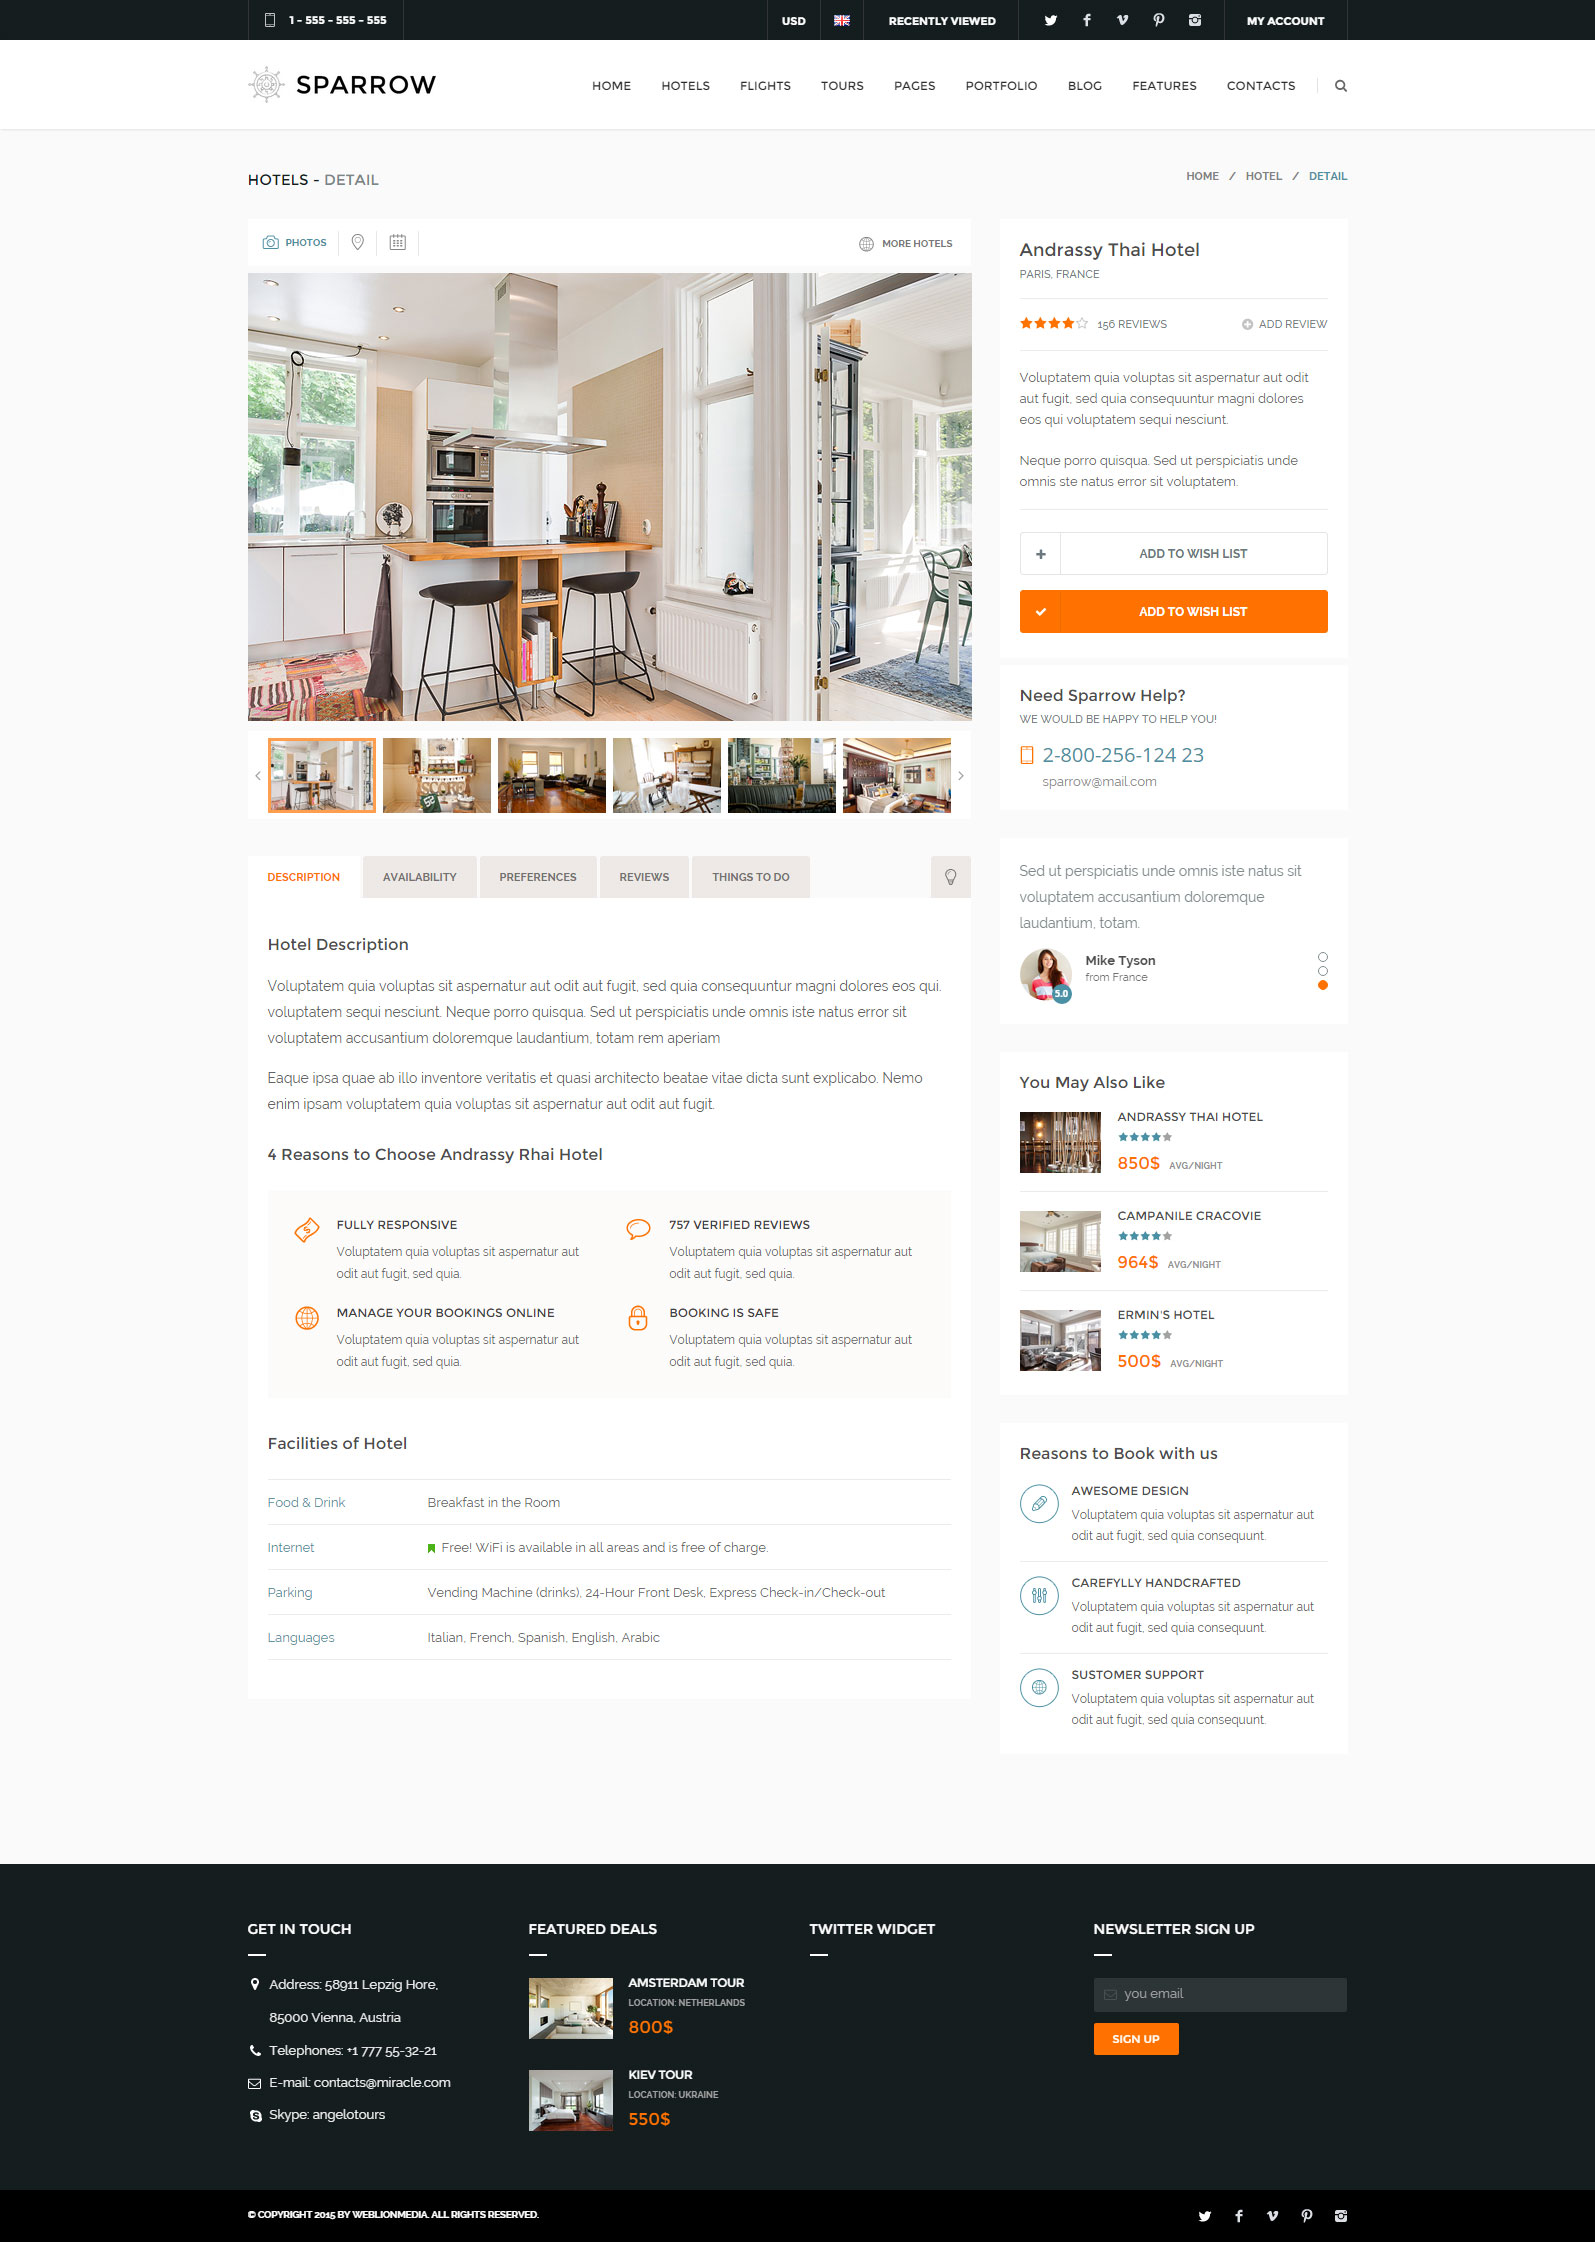 1 - 555 - 555 - 555
USD
RECENTLY VIEWED
MY ACCOUNT
SPARROW
HOME HOTELS FLIGHTS TOURS PAGES PORTFOLIO BLOG FEATURES CONTACTS
HOTELS - DETAIL
HOME / HOTEL / DETAIL
PHOTOS
MORE HOTELS
Andrassy Thai Hotel
PARIS, FRANCE
156 REVIEWS
ADD REVIEW
Voluptatem quia voluptas sit aspernatur aut odit
aut fugit, sed quia consequuntur magni dolores
eos qui voluptatem sequi nesciunt.
Neque porro quisqua. Sed ut perspiciatis unde
omnis ste natus error sit voluptatem.
ADD TO WISH LIST
ADD TO WISH LIST
Need Sparrow Help?
WE WOULD BE HAPPY TO HELP YOU!
2-800-256-124 23
sparrow@mail.com
Sed ut perspiciatis unde omnis iste natus sit
voluptatem accusantium doloremque
laudantium, totam.
Mike Tyson
from France
5.0
DESCRIPTION
AVAILABILITY
PREFERENCES
REVIEWS
THINGS TO DO
Hotel Description
Voluptatem quia voluptas sit aspernatur aut odit aut fugit, sed quia consequuntur magni dolores eos qui.
voluptatem sequi nesciunt. Neque porro quisqua. Sed ut perspiciatis unde omnis iste natus error sit
voluptatem accusantium doloremque laudantium, totam rem aperiam
Eaque ipsa quae ab illo inventore veritatis et quasi architecto beatae vitae dicta sunt explicabo. Nemo
enim ipsam voluptatem quia voluptas sit aspernatur aut odit aut fugit.
4 Reasons to Choose Andrassy Rhai Hotel
FULLY RESPONSIVE
Voluptatem quia voluptas sit aspernatur aut
odit aut fugit, sed quia.
757 VERIFIED REVIEWS
Voluptatem quia voluptas sit aspernatur aut
odit aut fugit, sed quia.
MANAGE YOUR BOOKINGS ONLINE
Voluptatem quia voluptas sit aspernatur aut
odit aut fugit, sed quia.
BOOKING IS SAFE
Voluptatem quia voluptas sit aspernatur aut
odit aut fugit, sed quia.
Facilities of Hotel
Food & Drink Breakfast in the Room
Internet Free! WiFi is available in all areas and is free of charge.
Parking Vending Machine (drinks), 24-Hour Front Desk, Express Check-in/Check-out
Languages Italian, French, Spanish, English, Arabic
You May Also Like
ANDRASSY THAI HOTEL
850$ AVG/NIGHT
CAMPANILE CRACOVIE
964$ AVG/NIGHT
ERMIN'S HOTEL
500$ AVG/NIGHT
Reasons to Book with us
AWESOME DESIGN
Voluptatem quia voluptas sit aspernatur aut
odit aut fugit, sed quia consequunt.
CAREFYLLY HANDCRAFTED
Voluptatem quia voluptas sit aspernatur aut
odit aut fugit, sed quia consequunt.
SUSTOMER SUPPORT
Voluptatem quia voluptas sit aspernatur aut
odit aut fugit, sed quia consequunt.
GET IN TOUCH
Address: 58911 Lepzig Hore,
85000 Vienna, Austria
Telephones: +1 777 55-32-21
E-mail: contacts@miracle.com
Skype: angelotours
FEATURED DEALS
AMSTERDAM TOUR
LOCATION: NETHERLANDS
800$
KIEV TOUR
LOCATION: UKRAINE
550$
TWITTER WIDGET
NEWSLETTER SIGN UP
you email
SIGN UP
© COPYRIGHT 2015 BY WEBLIONMEDIA. ALL RIGHTS RESERVED.